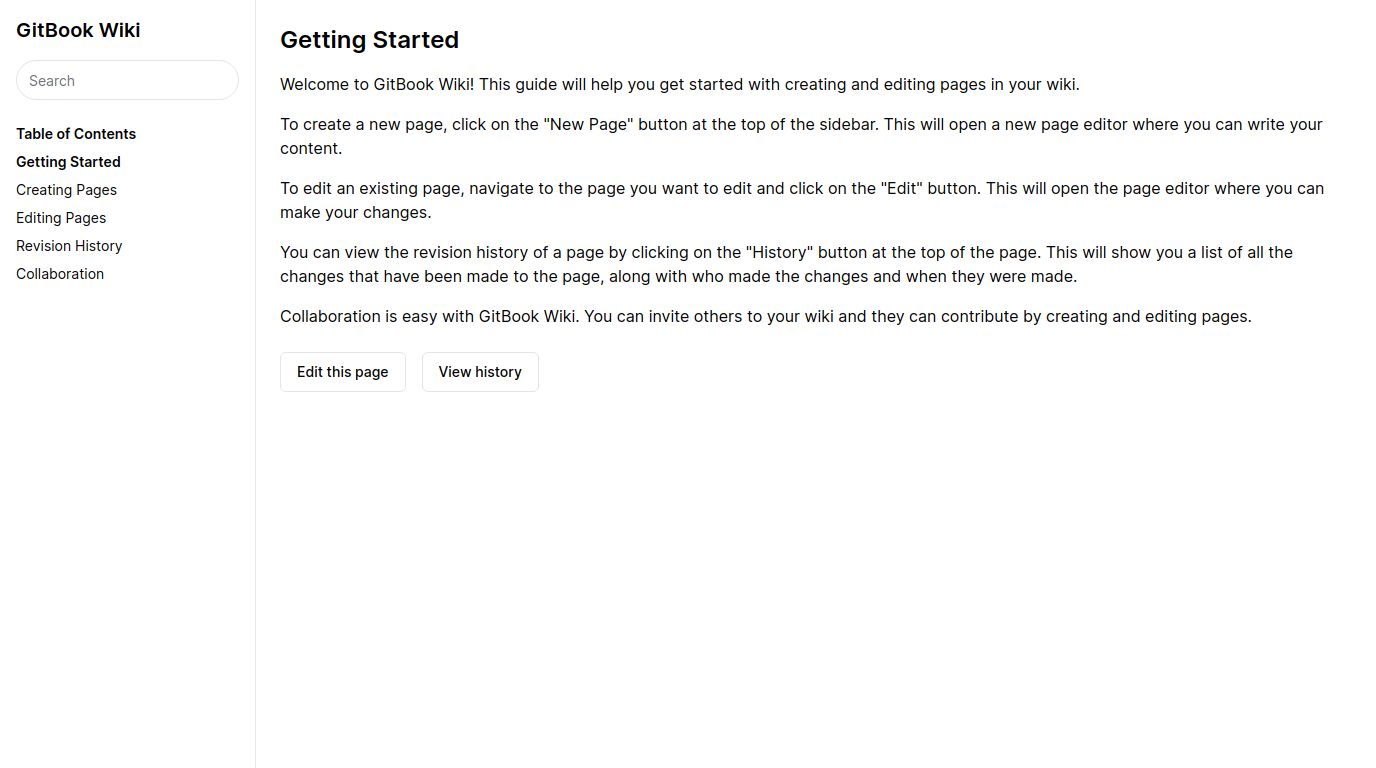 GitBook Wiki
Search
Table of Contents
Getting Started
Creating Pages
Editing Pages
Revision History
Collaboration
Getting Started
Welcome to GitBook Wiki! This guide will help you get started with creating and editing pages in your wiki.
To create a new page, click on the "New Page" button at the top of the sidebar. This will open a new page editor where you can write your
content.
To edit an existing page, navigate to the page you want to edit and click on the "Edit" button. This will open the page editor where you can
make your changes.
You can view the revision history of a page by clicking on the "History" button at the top of the page. This will show you a list of all the
changes that have been made to the page, along with who made the changes and when they were made.
Collaboration is easy with GitBook Wiki. You can invite others to your wiki and they can contribute by creating and editing pages.
Edit this page
View history